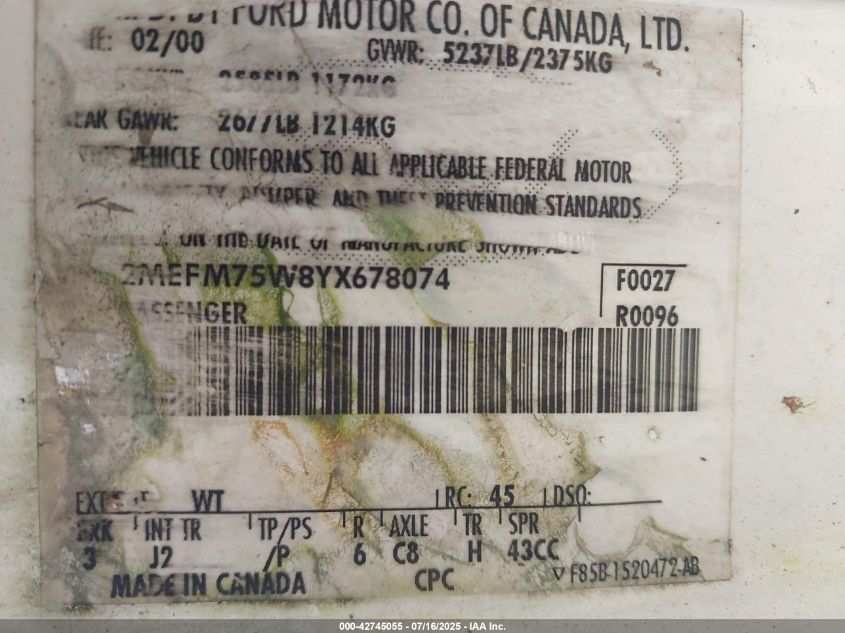 BY FORD MOTOR CO. OF CANADA, LTD.
02/00
GVWR: 5237LB/2375KG
1172KG
GAWR: 2677LB 1214KG
VEHICLE CONFORMS TO ALL APPLICABLE FEDERAL MOTOR
AND THEFT PREVENTION STANDARDS
ON THE DATE OF MANUFACTURE SHOWN
2MEFM75W8YX678074
F0027
PASSENGER
R0096
WT
RC: 45
DSO:
BRK INT TR TP/PS R AXLE TR SPR
3 J2 /P 6 C8 H 43CC
MADE IN CANADA
CPC
▽ F85B-1520472-AB
000-42745055 - 07/16/2025 - IAA Inc.